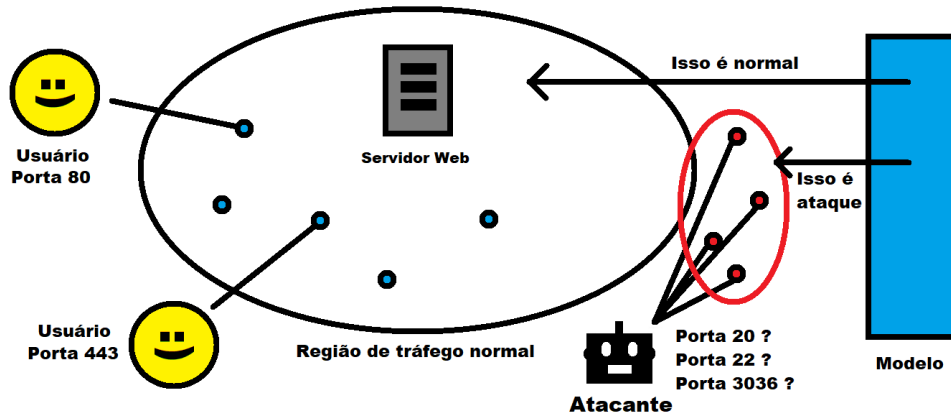 Isso é normal
Usuário
Porta 80
Servidor Web
Isso é
ataque
Usuário
Porta 443
Região de tráfego normal
Porta 20 ?
Porta 22 ?
Porta 3036 ?
Atacante
Modelo